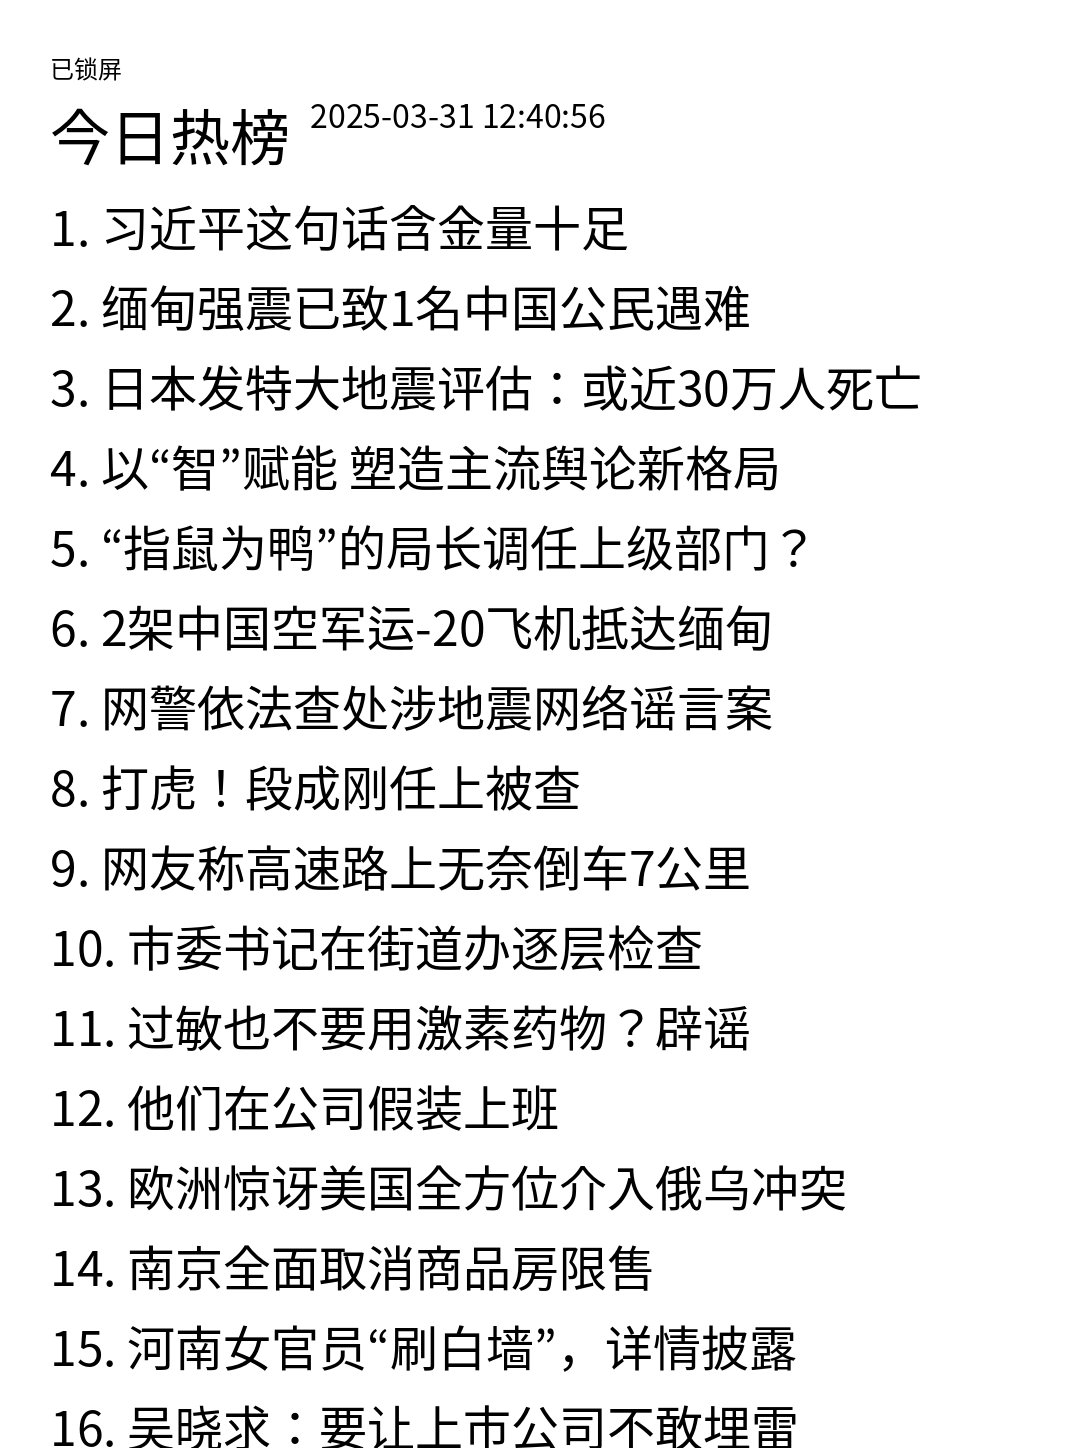 已锁屏
今日热榜 2025-03-31 12:40:56
1. 习近平这句话含金量十足
2. 缅甸强震已致1名中国公民遇难
3. 日本发特大地震评估：或近30万人死亡
4. 以“智”赋能 塑造主流舆论新格局
5. “指鼠为鸭”的局长调任上级部门？
6. 2架中国空军运-20飞机抵达缅甸
7. 网警依法查处涉地震网络谣言案
8. 打虎！段成刚任上被查
9. 网友称高速路上无奈倒车7公里
10. 市委书记在街道办逐层检查
11. 过敏也不要用激素药物？辟谣
12. 他们在公司假装上班
13. 欧洲惊讶美国全方位介入俄乌冲突
14. 南京全面取消商品房限售
15. 河南女官员“刷白墙”，详情披露
16. 吴晓求：要让上市公司不敢埋雷